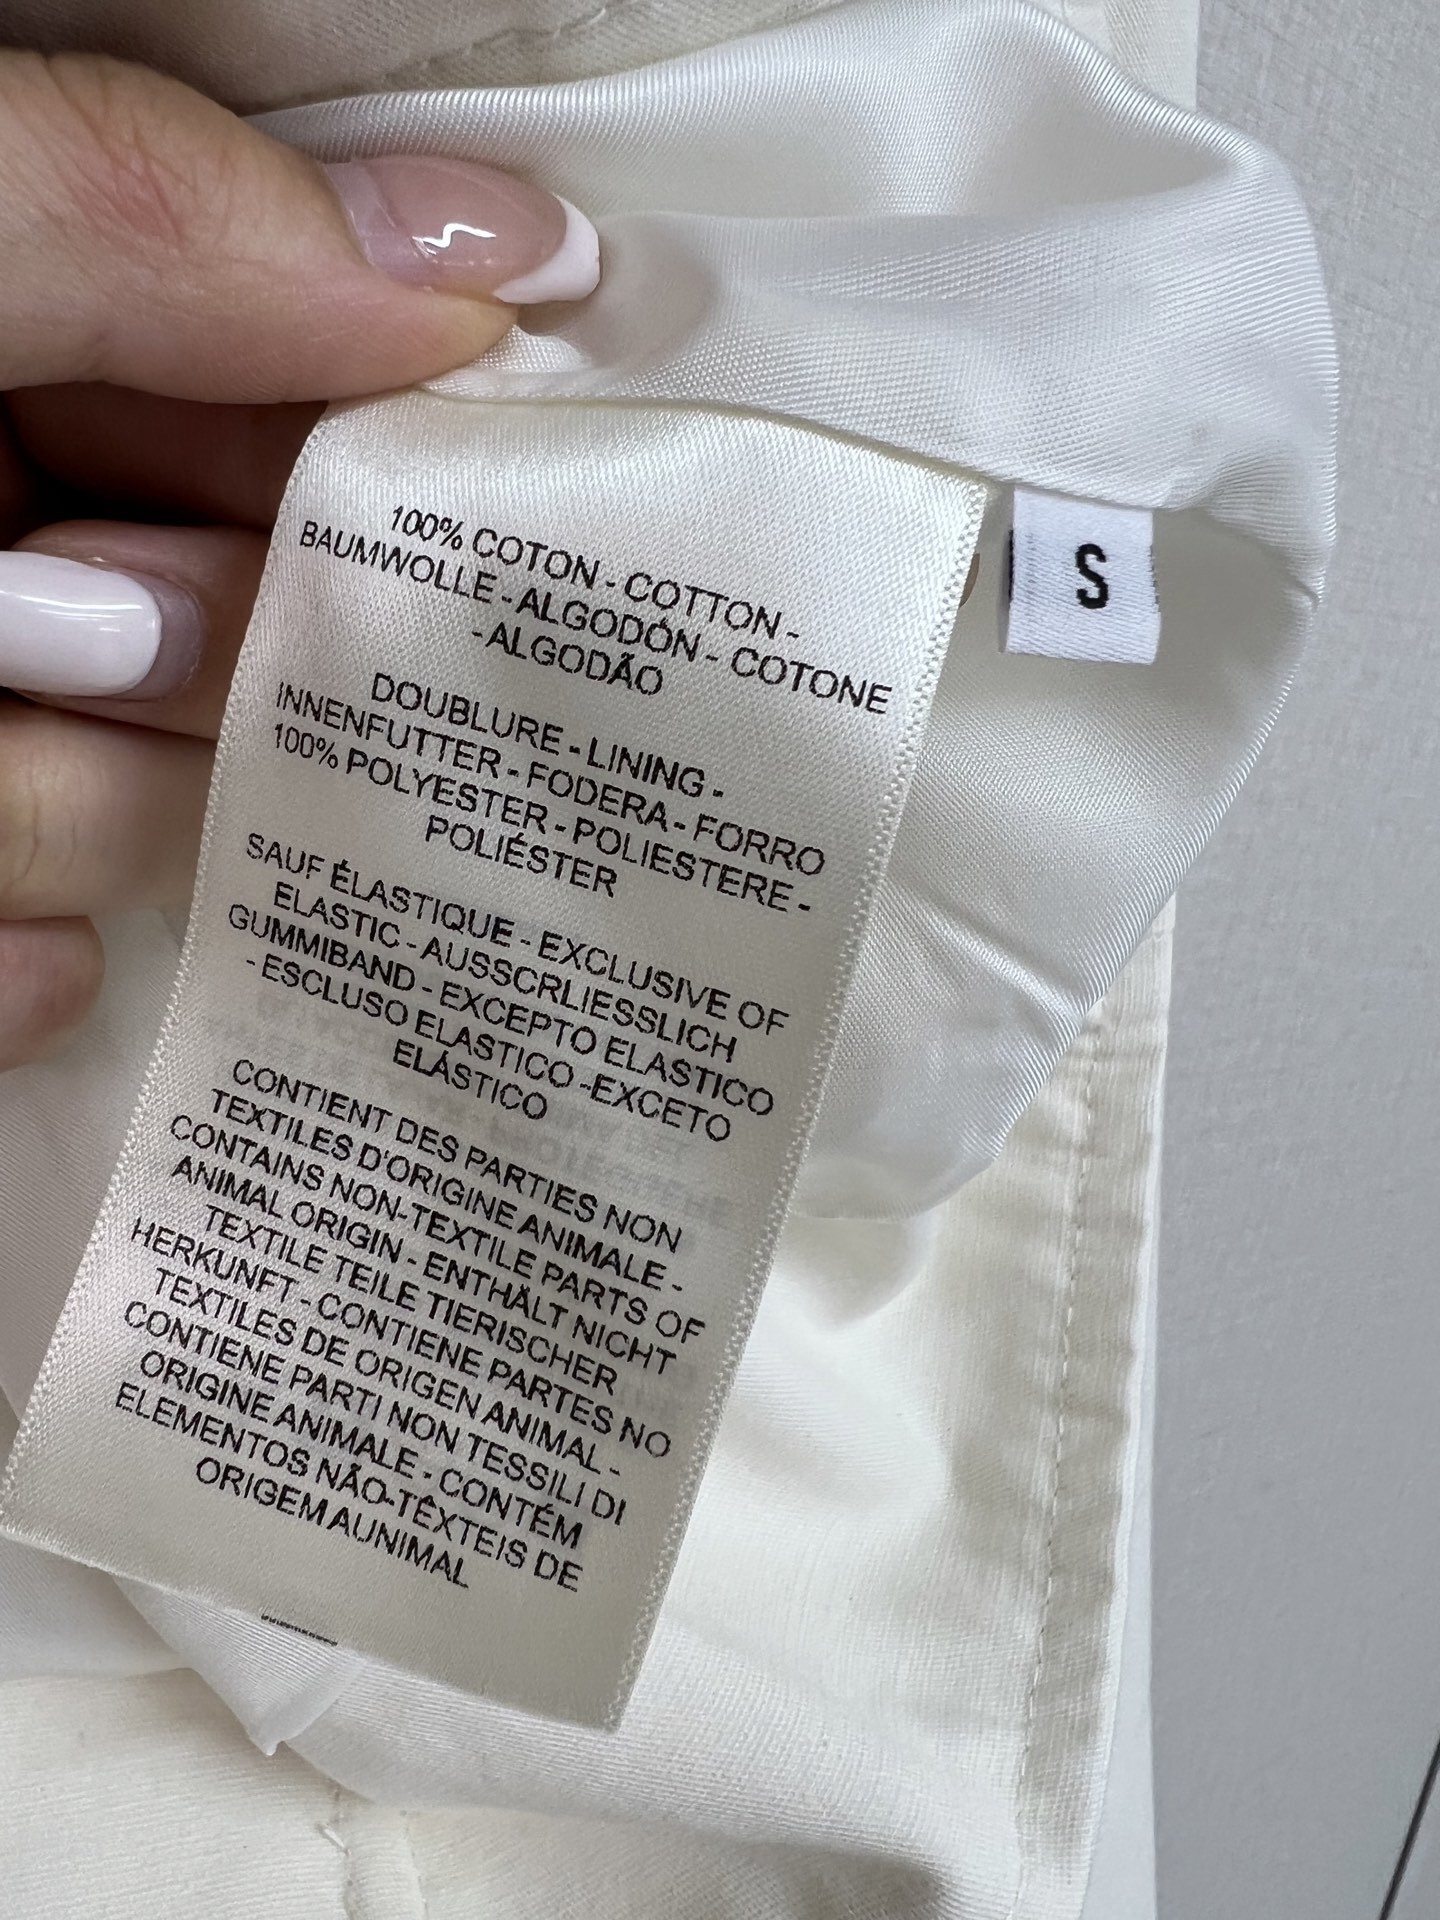 100% COTON - COTTON -
BAUMWOLLE - ALGODÓN - COTONE
- ALGODÃO
DOUBLURE - LINING -
INNENFUTTER - FODERA - FORRO
100% POLYESTER - POLIESTERE -
POLIÉSTER
SAUF ÉLASTIQUE - EXCLUSIVE OF
ELASTIC - AUSSCRLIESSLICH
GUMMIBAND - EXCEPTO ELASTICO
- ESCLUSO ELASTICO -EXCETO
ELÁSTICO
CONTIENT DES PARTIES NON
TEXTILES D'ORIGINE ANIMALE -
CONTAINS NON-TEXTILE PARTS OF
ANIMAL ORIGIN - ENTHÄLT NICHT
TEXTILE TEILE TIERISCHER
HERKUNFT - CONTIENE PARTES NO
TEXTILES DE ORIGEN ANIMAL -
CONTIENE PARTI NON TESSILI DI
ORIGINE ANIMALE - CONTÉM
ELEMENTOS NÃO-TÊXTEIS DE
ORIGEM AUNIMAL
S